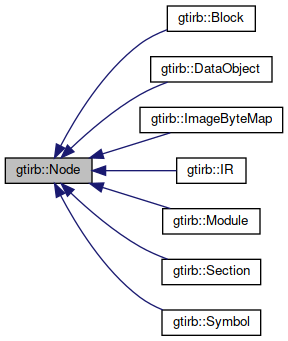 gtirb::Block
gtirb::DataObject
gtirb::ImageByteMap
gtirb::Node
gtirb::IR
gtirb::Module
gtirb::Section
gtirb::Symbol